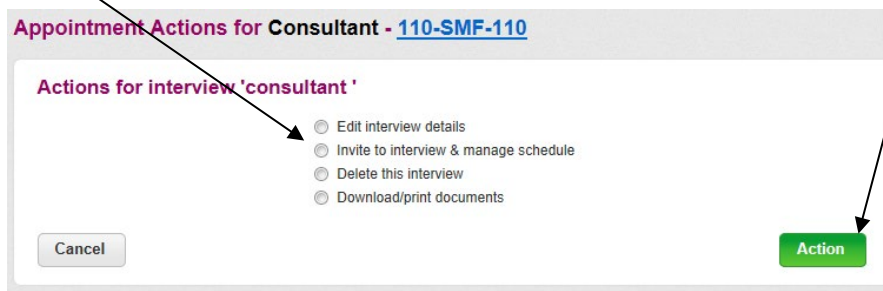 Appointment Actions for Consultant - 110-SMF-110
Actions for interview 'consultant '
Edit interview details
Invite to interview & manage schedule
Delete this interview
Download/print documents
Cancel
Action